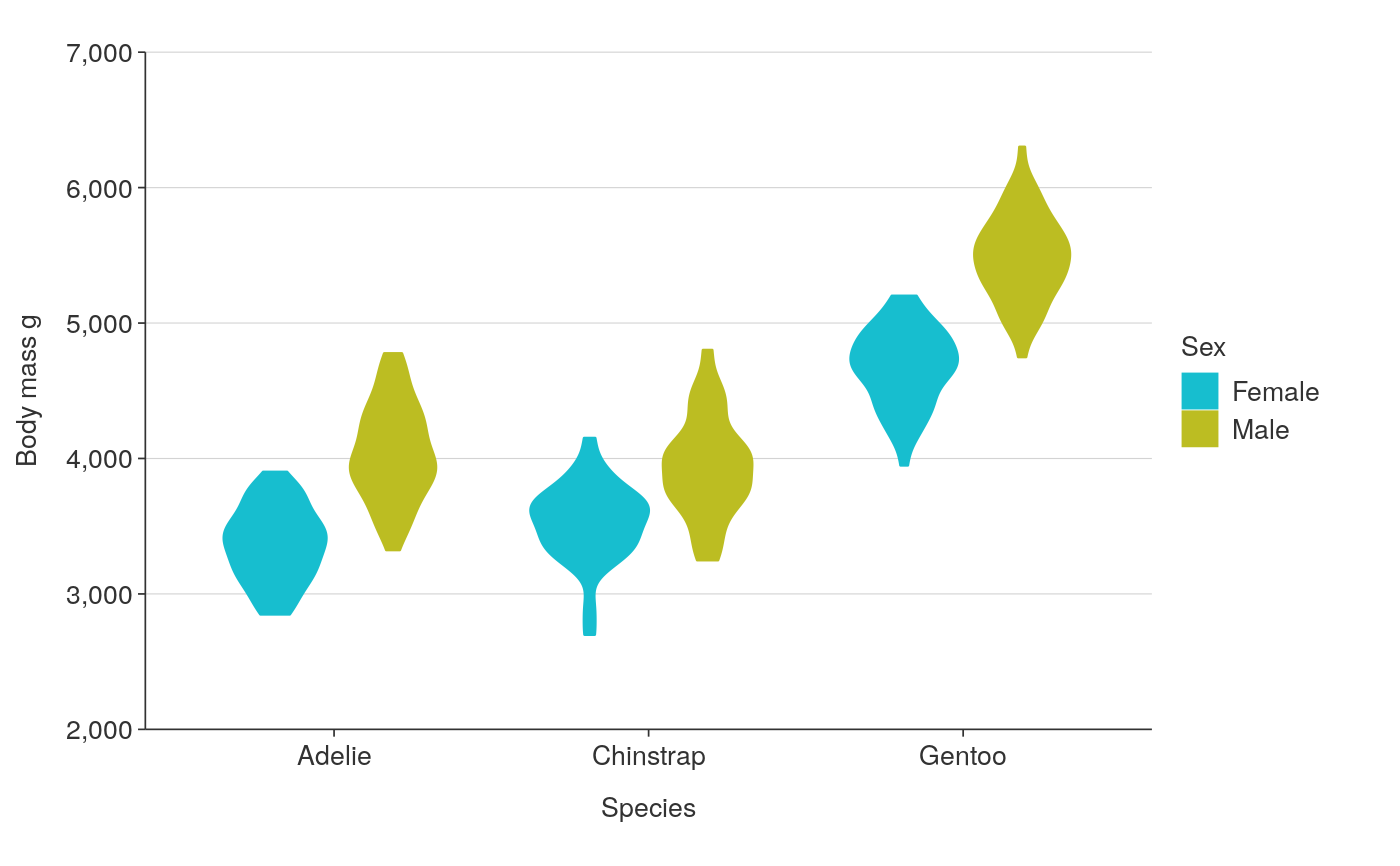 7,000
6,000
5,000
4,000
3,000
2,000
Body mass g
Adelie
Chinstrap
Gentoo
Species
Sex
Female
Male